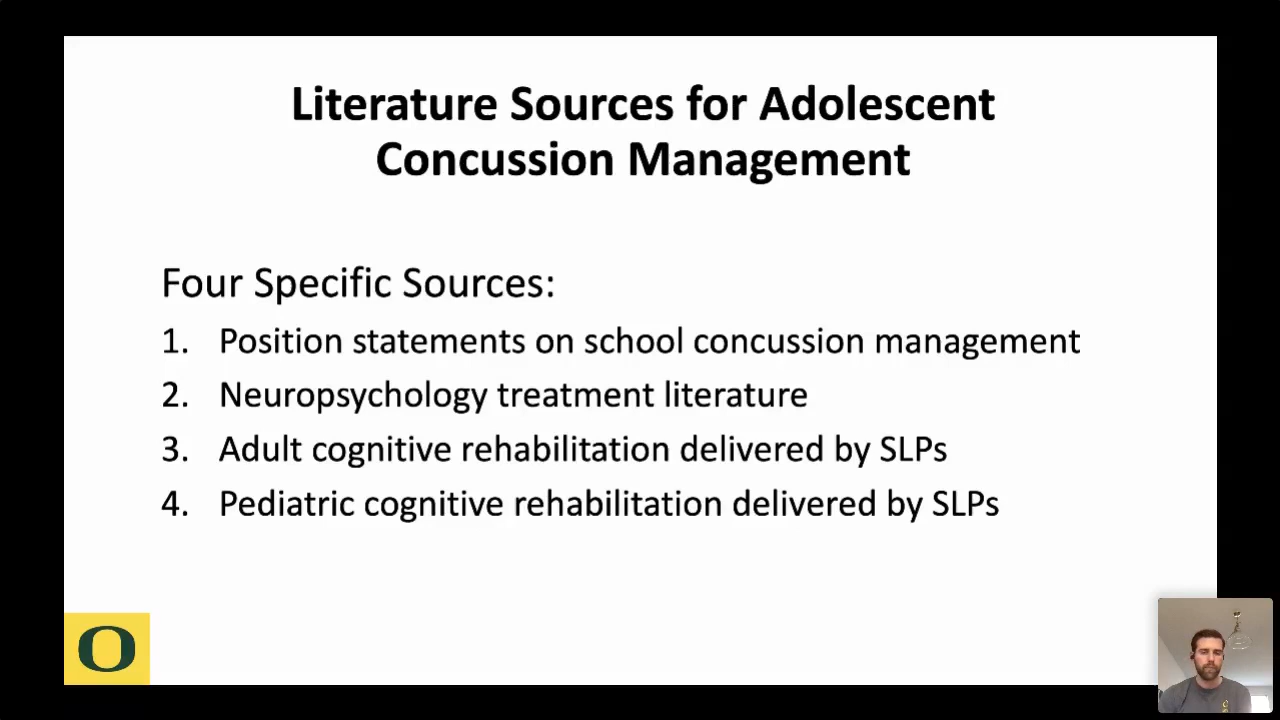 Literature Sources for Adolescent
Concussion Management
Four Specific Sources:
1. Position statements on school concussion management
2. Neuropsychology treatment literature
3. Adult cognitive rehabilitation delivered by SLPs
4. Pediatric cognitive rehabilitation delivered by SLPs
O